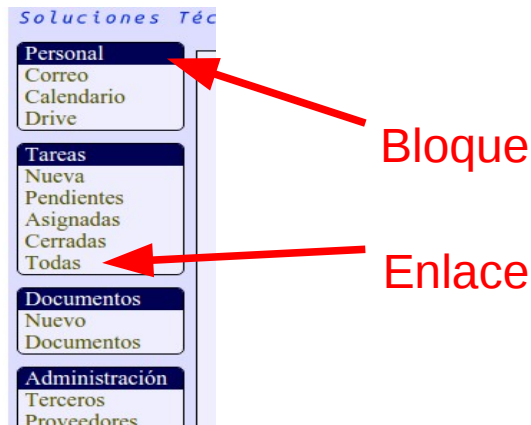 Soluciones Téc
Personal
Correo
Calendario
Drive
Bloque
Tareas
Nueva
Pendientes
Asignadas
Cerradas
Todas
Enlace
Documentos
Nuevo
Documentos
Administración
Terceros
Proveedores